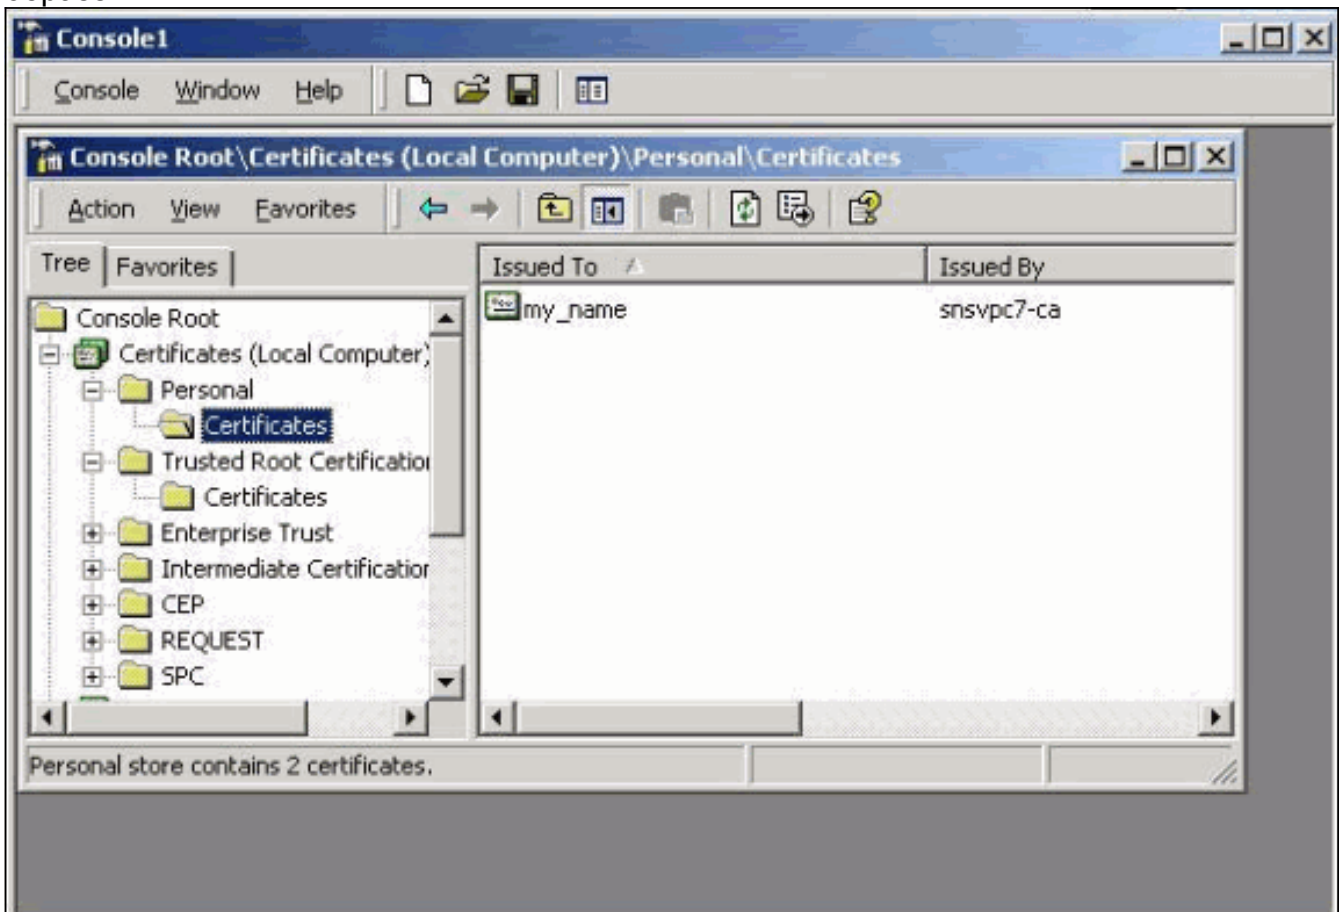 Console1
Console Window Help
Console Root\Certificates (Local Computer)\Personal\Certificates
Action View Favorites
Tree Favorites
Issued To Issued By
my_name snsvpc7-ca
Console Root
Certificates (Local Computer)
Personal
Certificates
Trusted Root Certification
Certificates
Enterprise Trust
Intermediate Certification
CEP
REQUEST
SPC
Personal store contains 2 certificates.